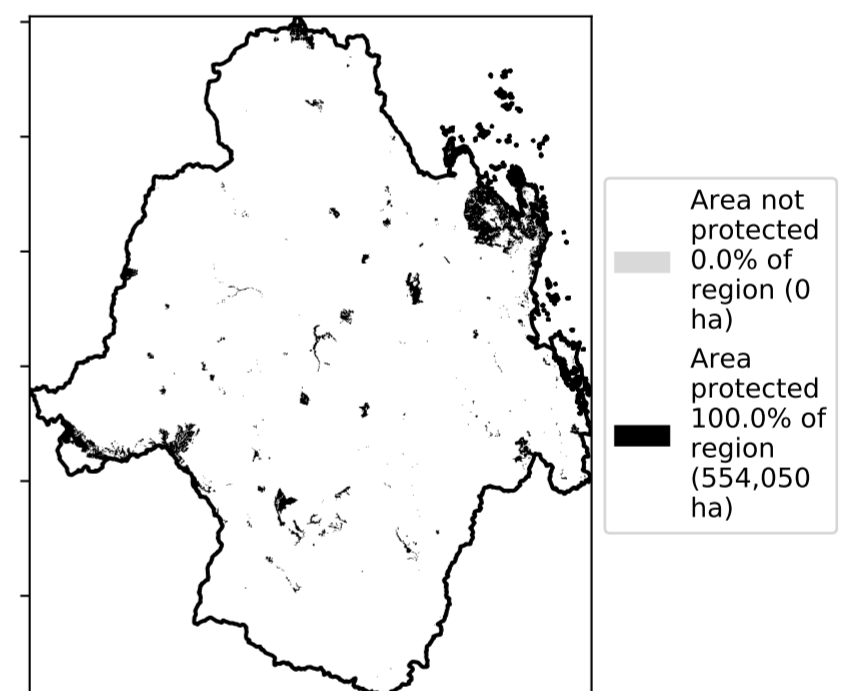 Area not
protected
0.0% of
region (0
ha)
Area
protected
100.0% of
region
(554,050
ha)